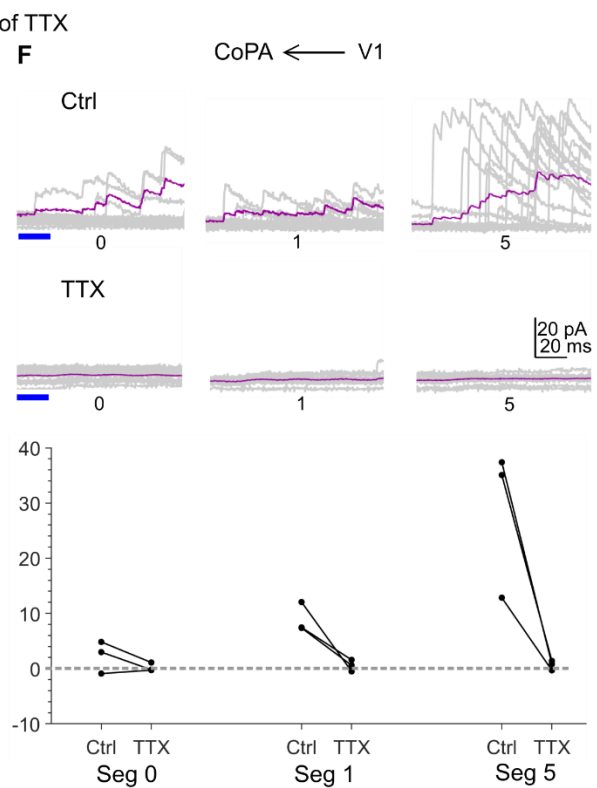 of TTX
F
CoPA ← V1
Ctrl
0
1
5
TTX
20 pA
20 ms
0
1
5
40
30
20
10
0
-10
Ctrl TTX Ctrl TTX Ctrl TTX
Seg 0 Seg 1 Seg 5